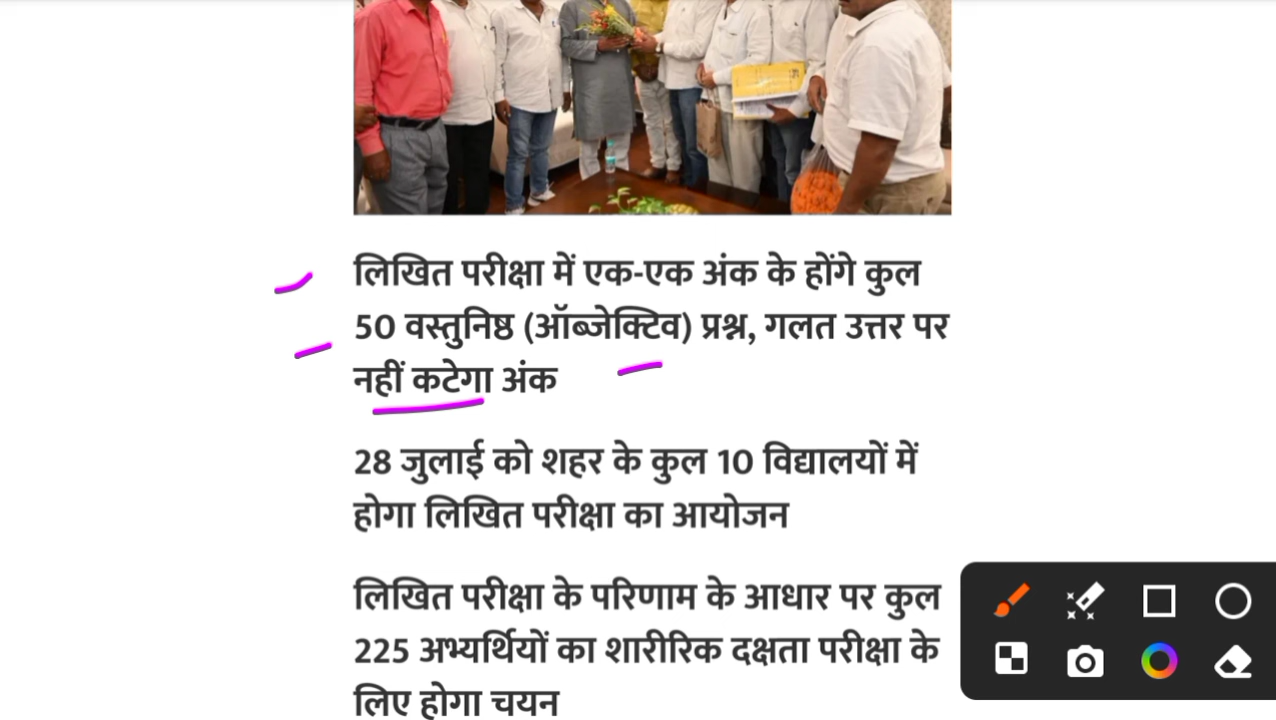 लिखित परीक्षा में एक-एक अंक के होंगे कुल
50 वस्तुनिष्ठ (ऑब्जेक्टिव) प्रश्न, गलत उत्तर पर
नहीं कटेगा अंक
28 जुलाई को शहर के कुल 10 विद्यालयों में
होगा लिखित परीक्षा का आयोजन
लिखित परीक्षा के परिणाम के आधार पर कुल
225 अभ्यर्थियों का शारीरिक दक्षता परीक्षा के
लिए होगा चयन